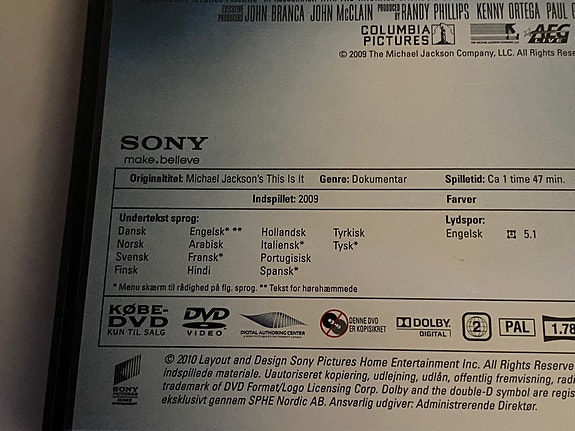 EXECUTIVE PRODUCERS JOHN BRANCA JOHN McCLAIN PRODUCED BY RANDY PHILLIPS KENNY ORTEGA PAUL
COLUMBIA PICTURES AEG LIVE
© 2009 The Michael Jackson Company, LLC. All Rights Rese
SONY
make.believe
Originaltitel: Michael Jackson's This Is It Genre: Dokumentar Spilletid: Ca 1 time 47 min.
Indspillet: 2009 Farver
Undertekst sprog: Lydspor:
Dansk Engelsk* ** Hollandsk Tyrkisk Engelsk 5.1
Norsk Arabisk Italiensk* Tysk*
Svensk Fransk* Portugisisk
Finsk Hindi Spansk*
* Menu skærm til rådighed på flg. sprog. ** Tekst for hørehæmmede
KØBE-DVD KUN TIL SALG DVD VIDEO DIGITAL AUTHORING CENTER DENNE DVD ER KOPISIKRET DOLBY DIGITAL 2 PAL 1.78
© 2010 Layout and Design Sony Pictures Home Entertainment Inc. All Rights Reserve
indspillede materiale. Uautoriseret kopiering, udlejning, udlån, offentlig fremvisning, radi
trademark of DVD Format/Logo Licensing Corp. Dolby and the double-D symbol are regis
eksklusivt gennem SPHE Nordic AB. Ansvarlig udgiver: Administrerende Direktør.
SONY PICTURES